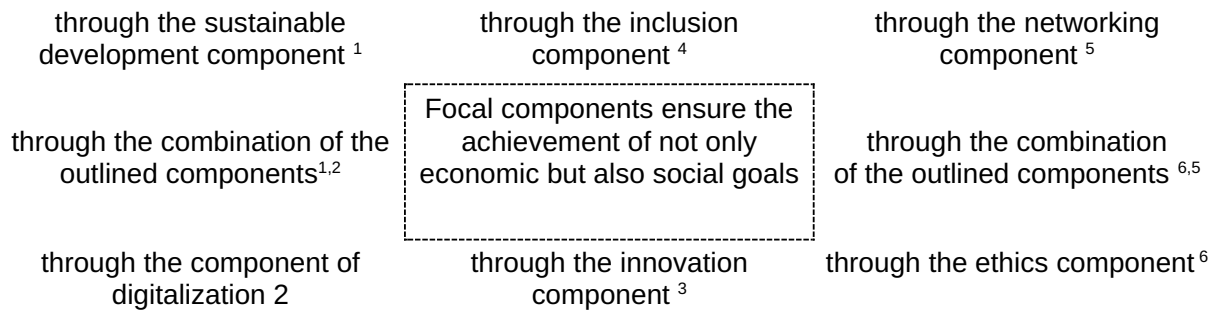 through the sustainable
development component ¹
through the inclusion
component ⁴
through the networking
component ⁵
through the combination of the
outlined components¹,²
Focal components ensure the
achievement of not only
economic but also social goals
through the combination
of the outlined components ⁶,⁵
through the component of
digitalization 2
through the innovation
component ³
through the ethics component ⁶